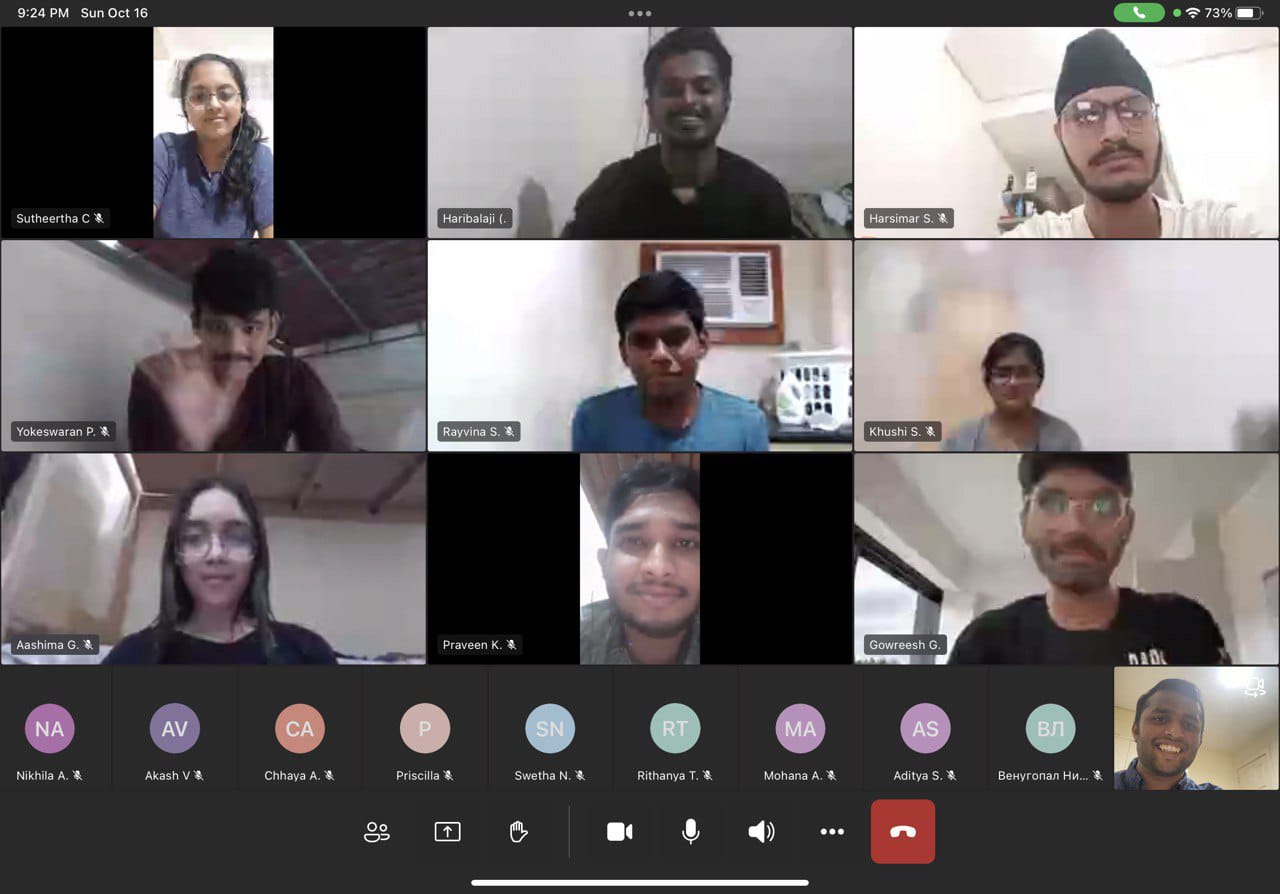 9:24 PM Sun Oct 16
73%
Sutheertha C
Haribalaji (.
Harsimar S.
Yokeswaran P.
Rayvina S.
Khushi S.
Aashima G.
Praveen K.
Gowreesh G.
NA AV CA P SN RT MA AS ВЛ
Nikhila A. Akash V Chhaya A. Priscilla Swetha N. Rithanya T. Mohana A. Aditya S. Венугопал Ни...